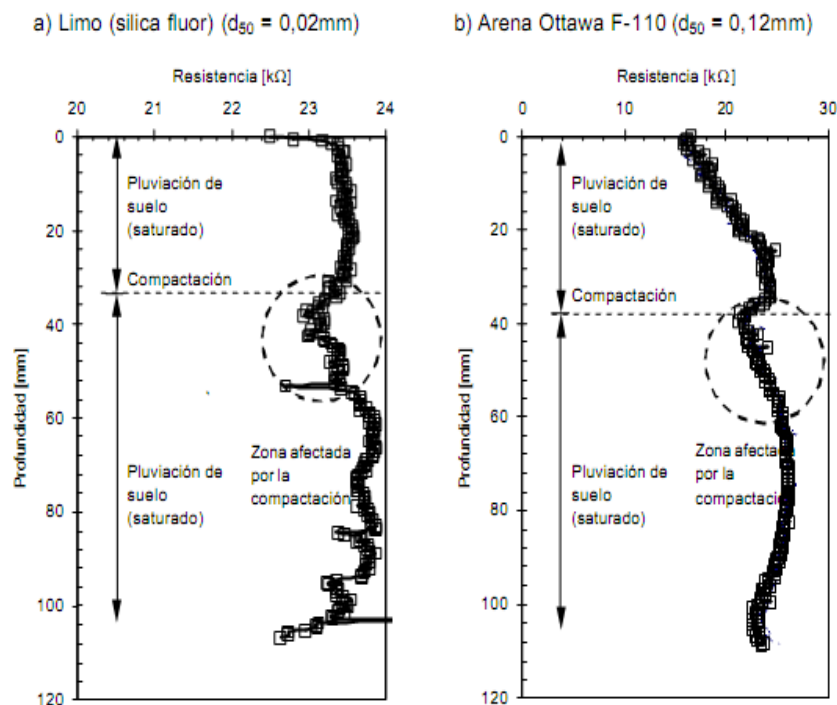 a) Limo (silica fluor) (d50 = 0,02mm)
Resistencia [kΩ]
20 21 22 23 24
0
20
40
60
80
100
120
Profundidad [mm]
Pluviación de
suelo
(saturado)
Compactación
Pluviación de
suelo
(saturado)
Zona afectada
por la
compactación
b) Arena Ottawa F-110 (d50 = 0,12mm)
Resistencia [kΩ]
0 10 20 30
0
20
40
60
80
100
120
Profundidad [mm]
Pluviación de
suelo
(saturado)
Compactación
Pluviación de
suelo
(saturado)
Zona afectada
por la
compactación